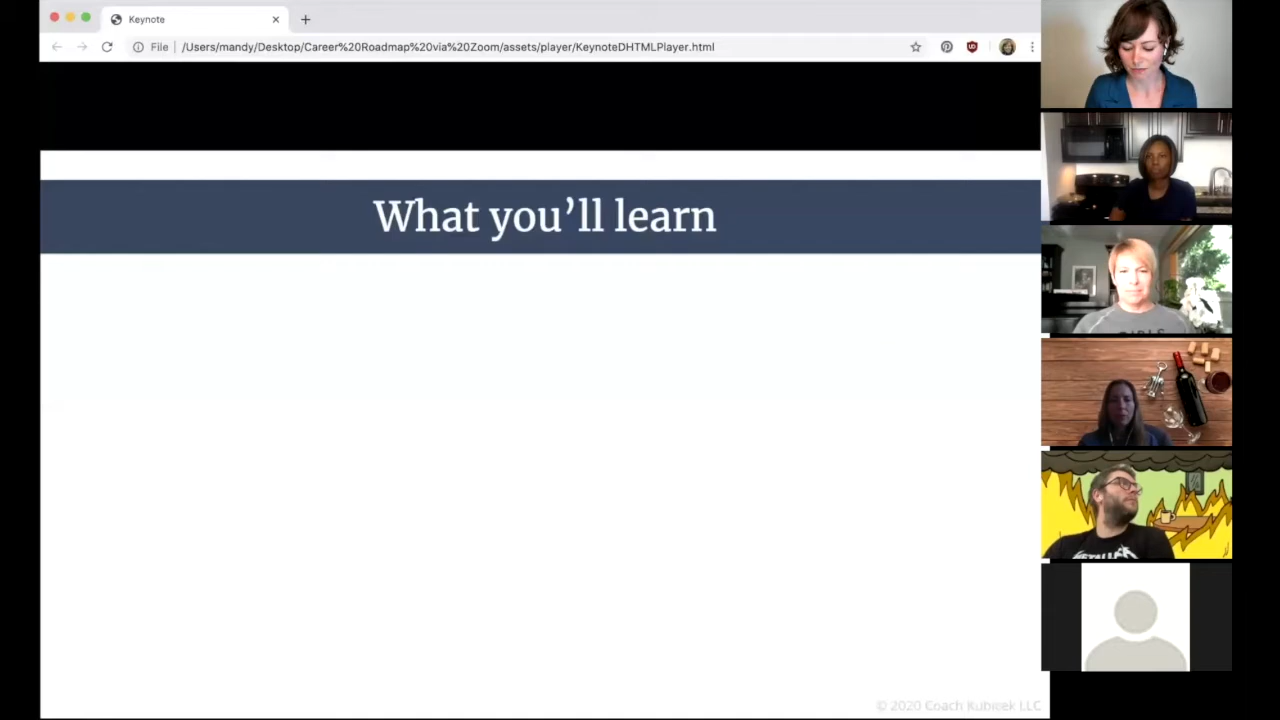 Keynote
File
/Users/mandy/Desktop/Career%20Roadmap%20via%20Zoom/assets/player/KeynoteDHTMLPlayer.html
What you’ll learn
METALLICA
© 2020 Coach Kubicek LLC